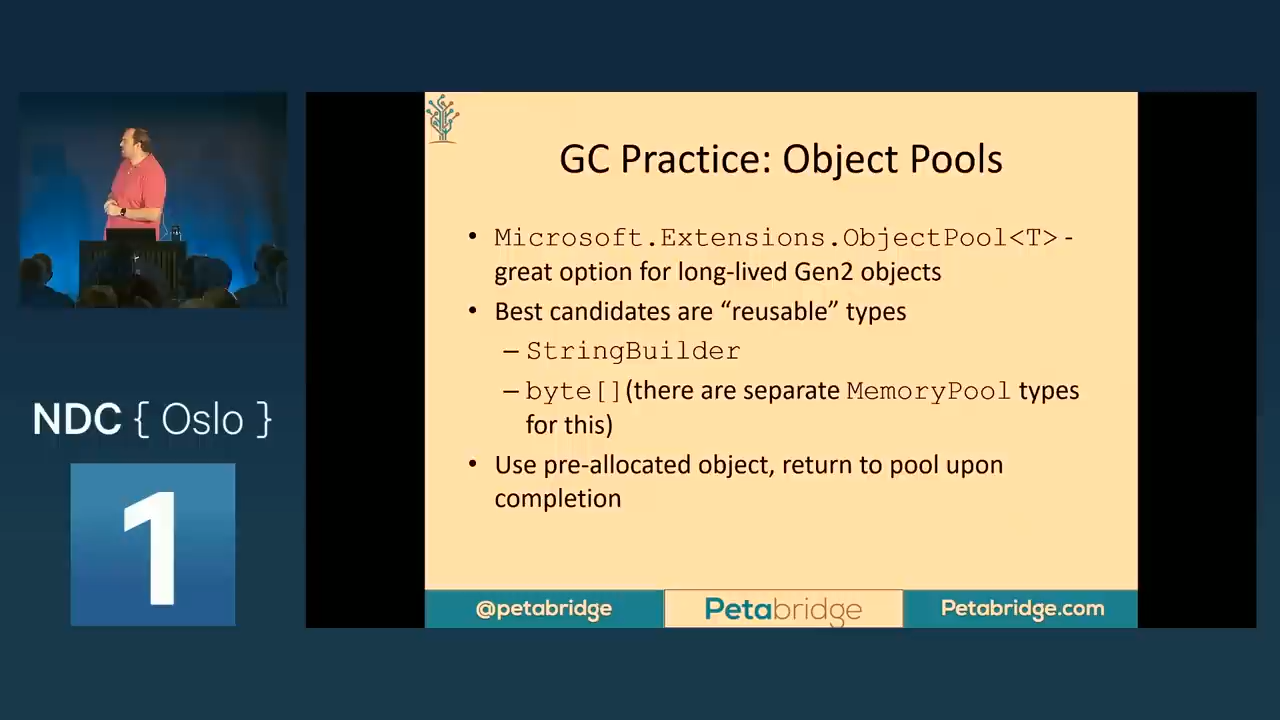 GC Practice: Object Pools
• Microsoft.Extensions.ObjectPool<T> -
great option for long-lived Gen2 objects
• Best candidates are “reusable” types
– StringBuilder
– byte[] (there are separate MemoryPool types
for this)
• Use pre-allocated object, return to pool upon
completion
NDC { Oslo }
1
@petabridge
Petabridge
Petabridge.com